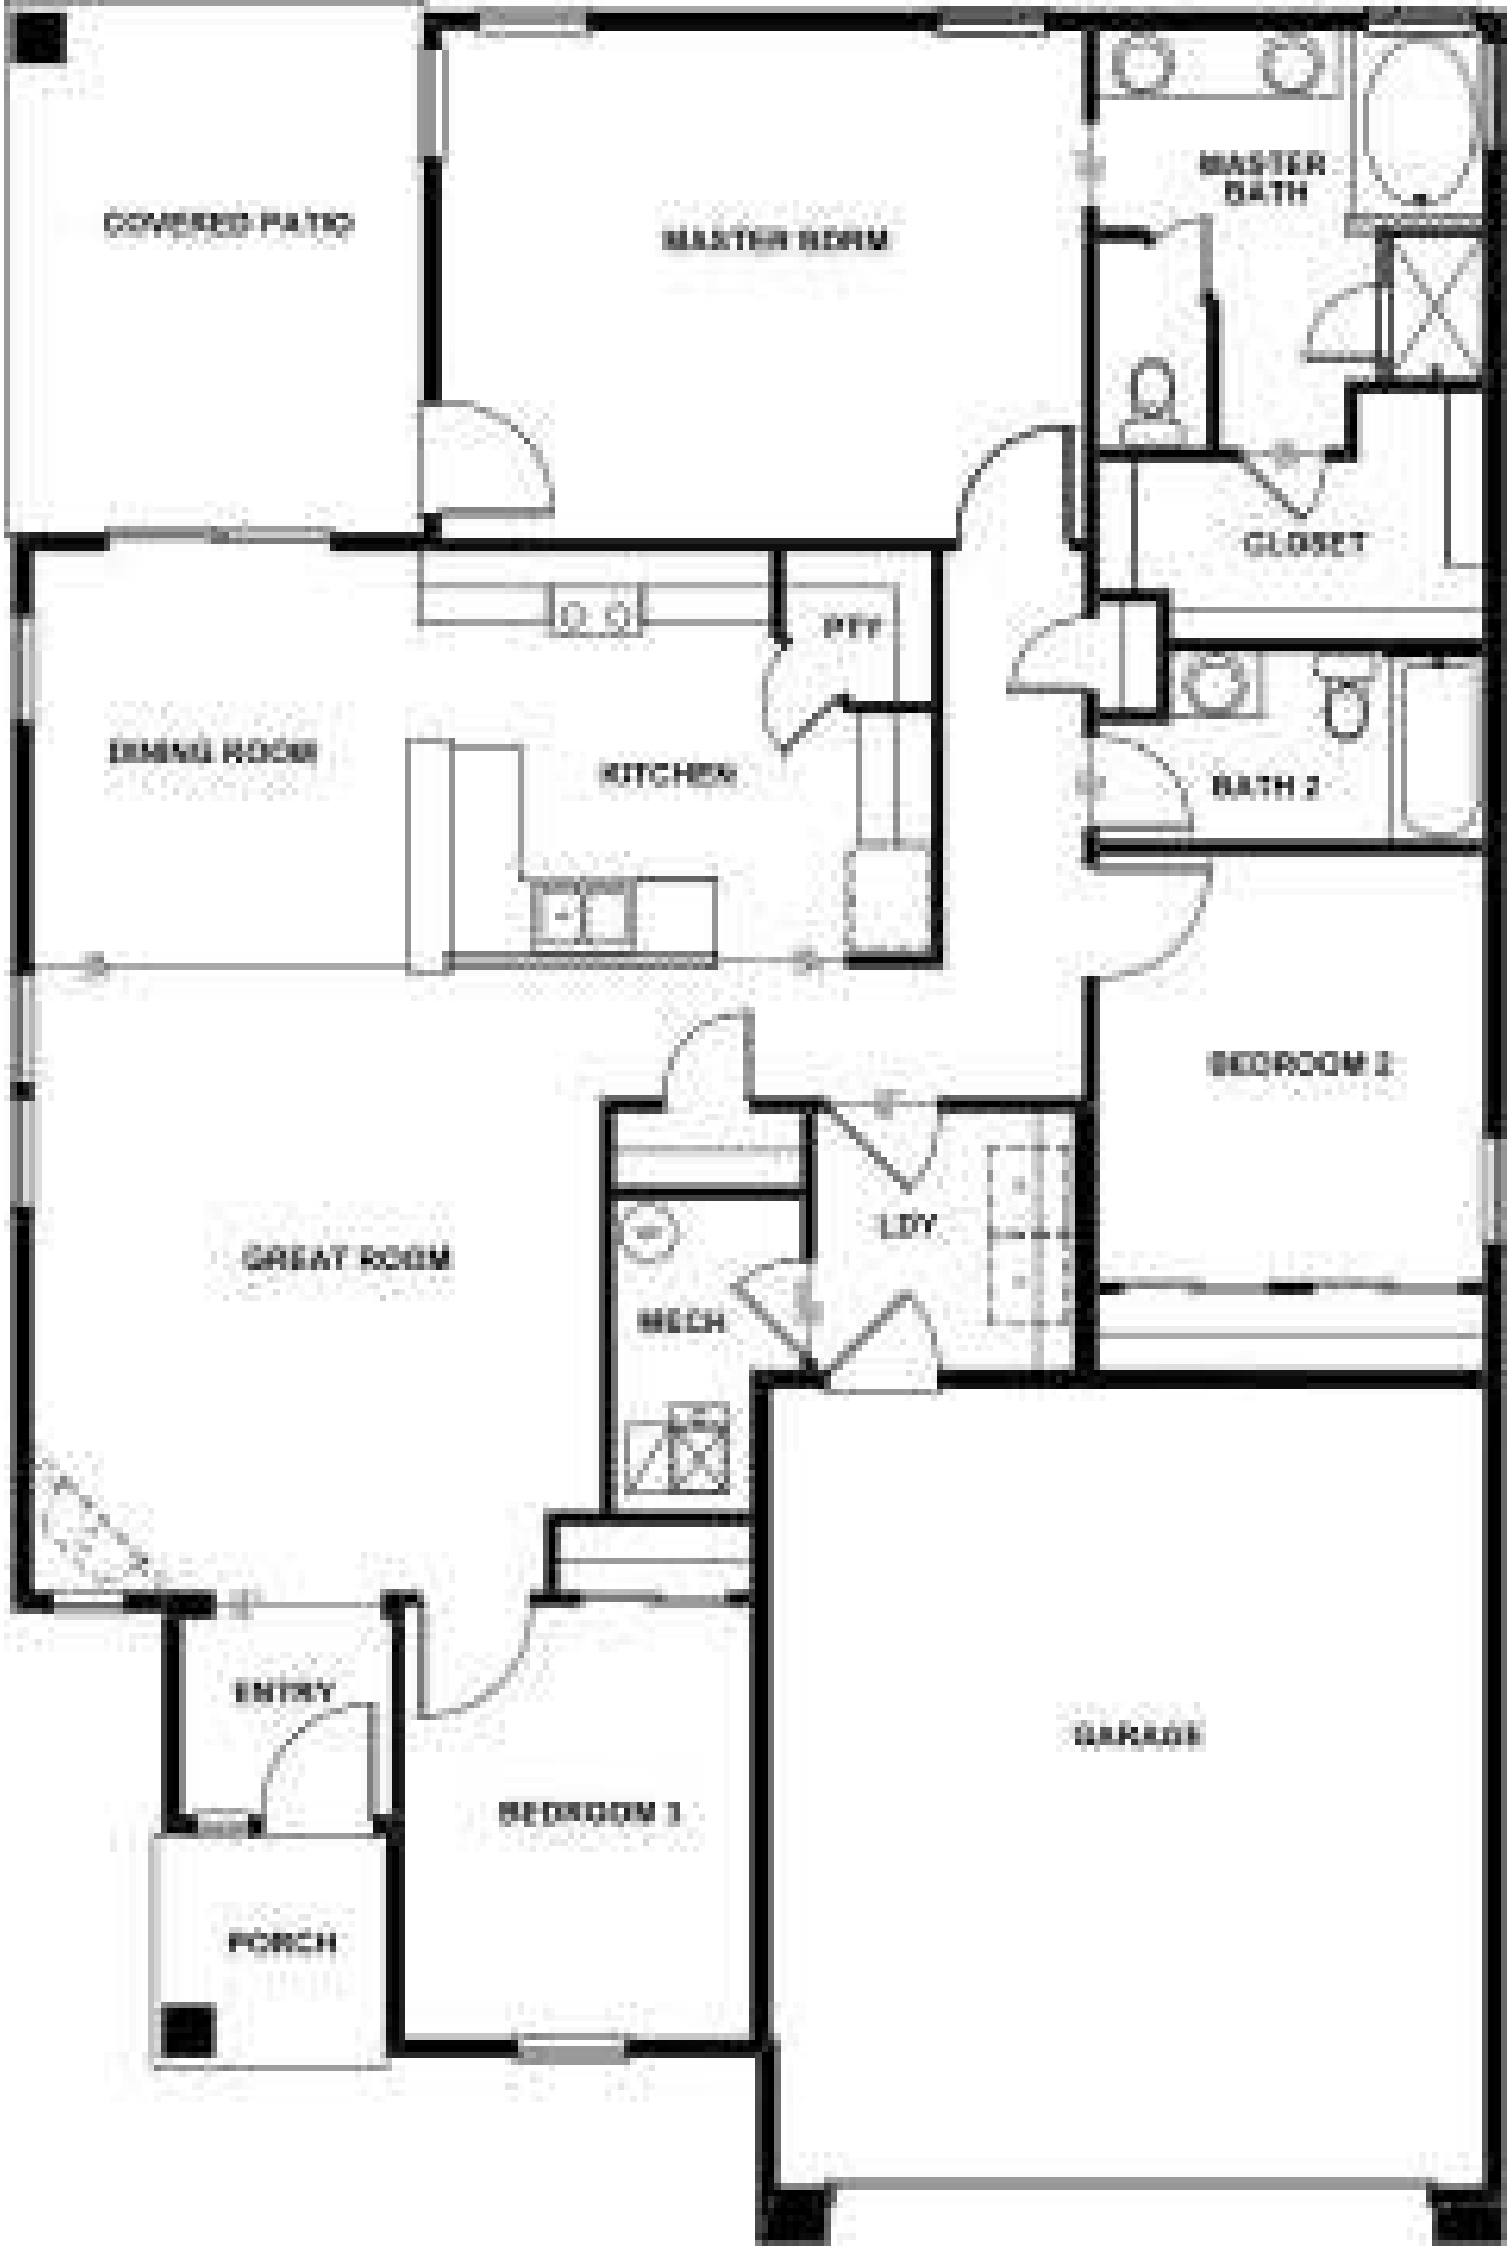 COVERED PATIO
MASTER BDRM
MASTER
BATH
CLOSET
PTY
DINING ROOM
KITCHEN
BATH 2
BEDROOM 2
LDY
GREAT ROOM
MECH
ENTRY
GARAGE
BEDROOM 3
PORCH